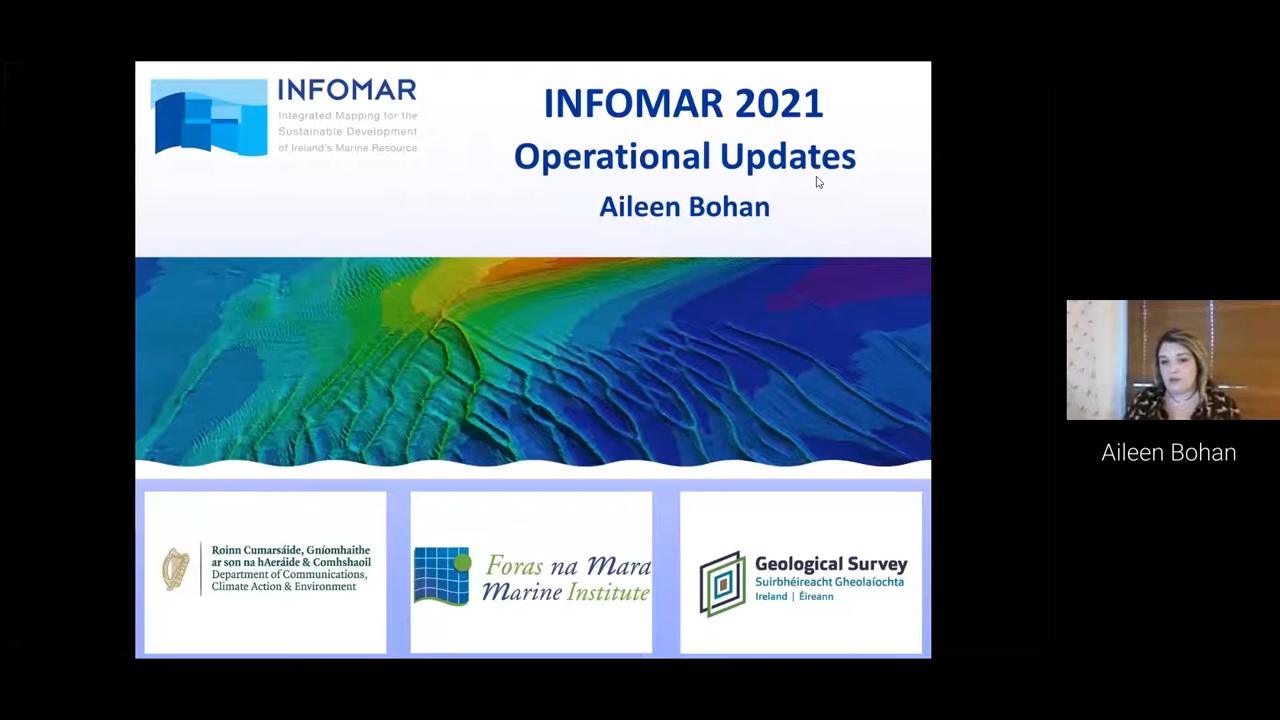 INFOMAR
Integrated Mapping for the
Sustainable Development
of Ireland's Marine Resource
INFOMAR 2021
Operational Updates
Aileen Bohan
Aileen Bohan
Roinn Cumarsáide, Gníomhaithe
ar son na hAeráide & Comhshaoil
Department of Communications,
Climate Action & Environment
Foras na Mara
Marine Institute
Geological Survey
Suirbhéireacht Gheolaíochta
Ireland | Éireann